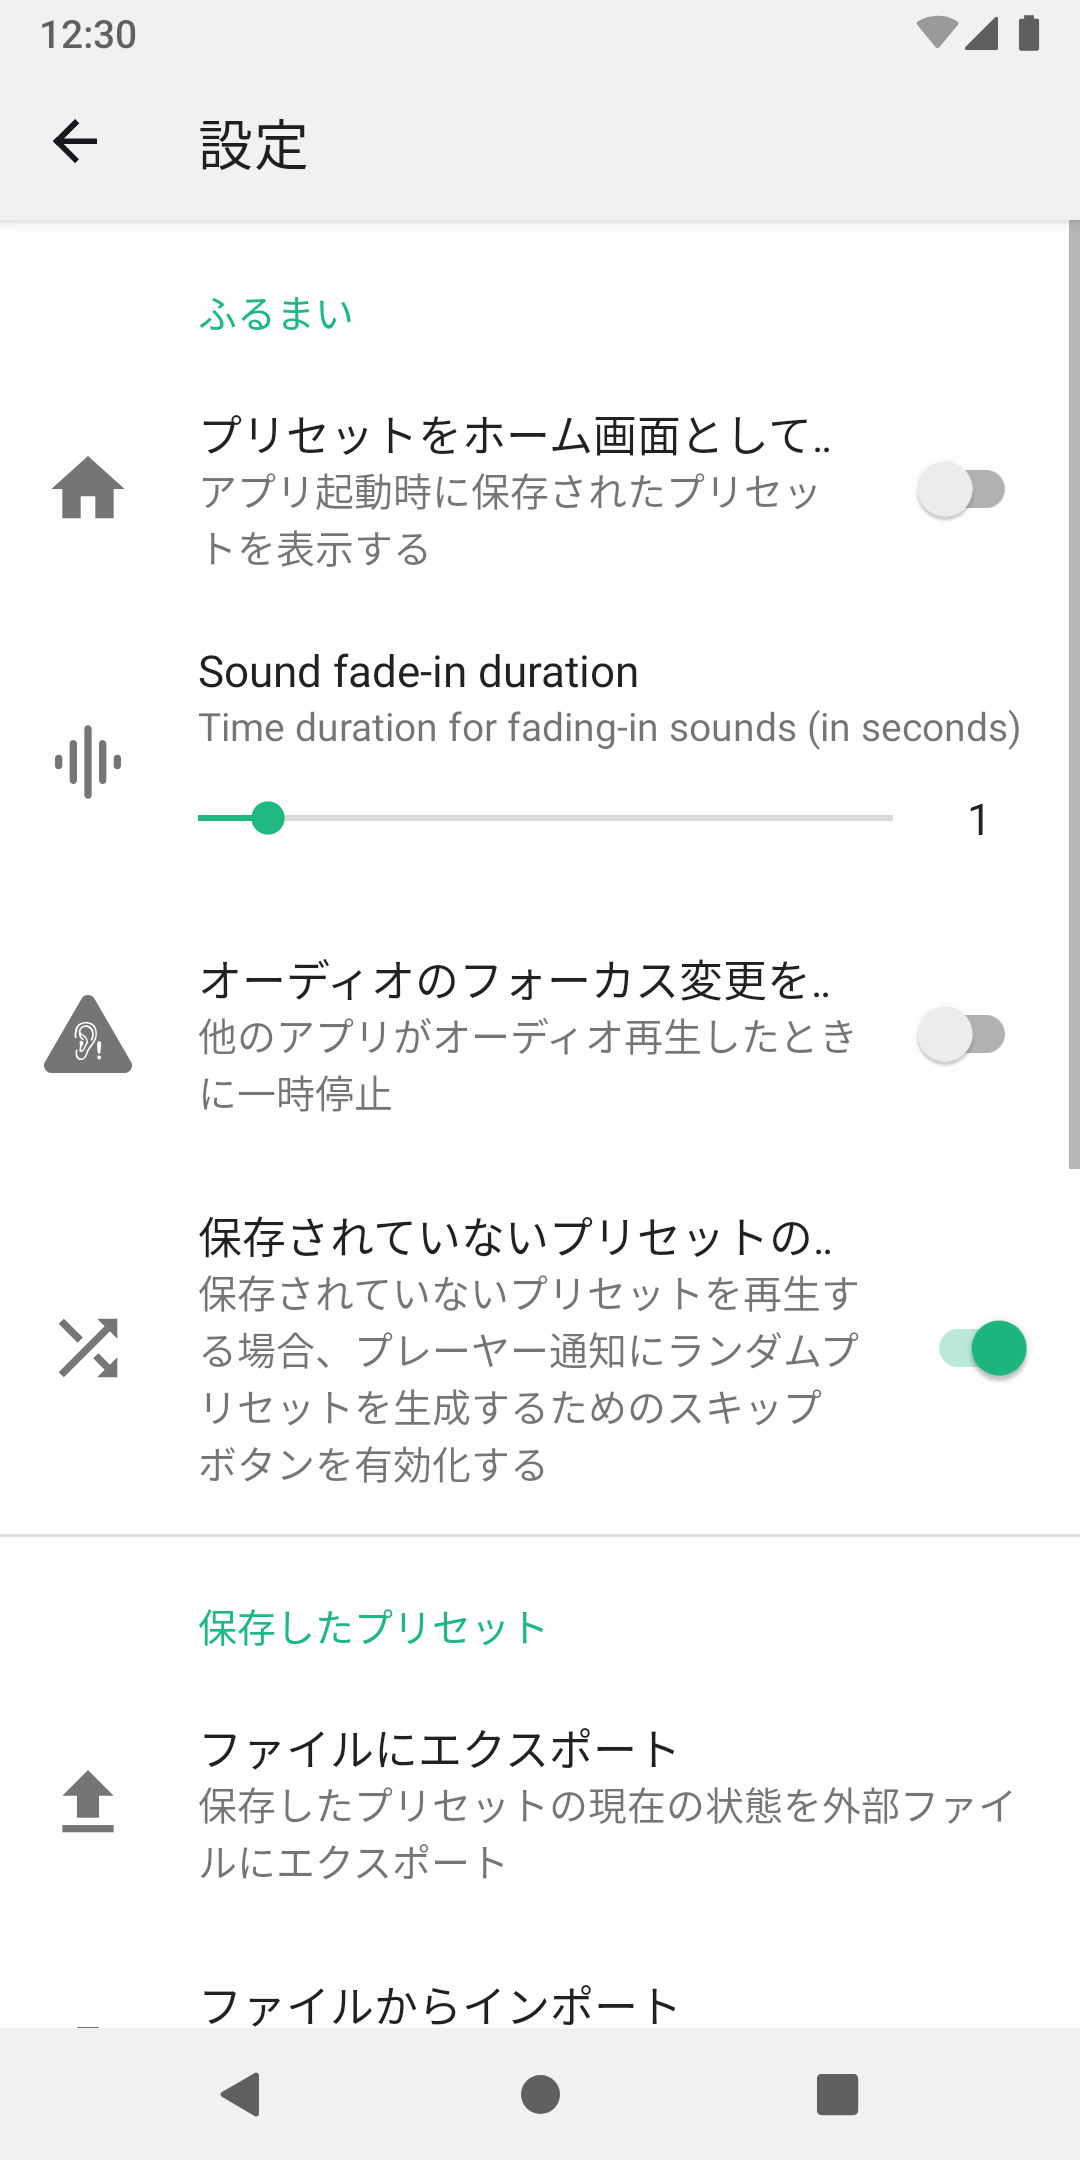 12:30
設定
ふるまい
プリセットをホーム画面として..
アプリ起動時に保存されたプリセッ
トを表示する
Sound fade-in duration
Time duration for fading-in sounds (in seconds)
1
オーディオのフォーカス変更を..
他のアプリがオーディオ再生したとき
に一時停止
保存されていないプリセットの..
保存されていないプリセットを再生す
る場合、プレーヤー通知にランダムプ
リセットを生成するためのスキップ
ボタンを有効化する
保存したプリセット
ファイルにエクスポート
保存したプリセットの現在の状態を外部ファイ
ルにエクスポート
ファイルからインポート